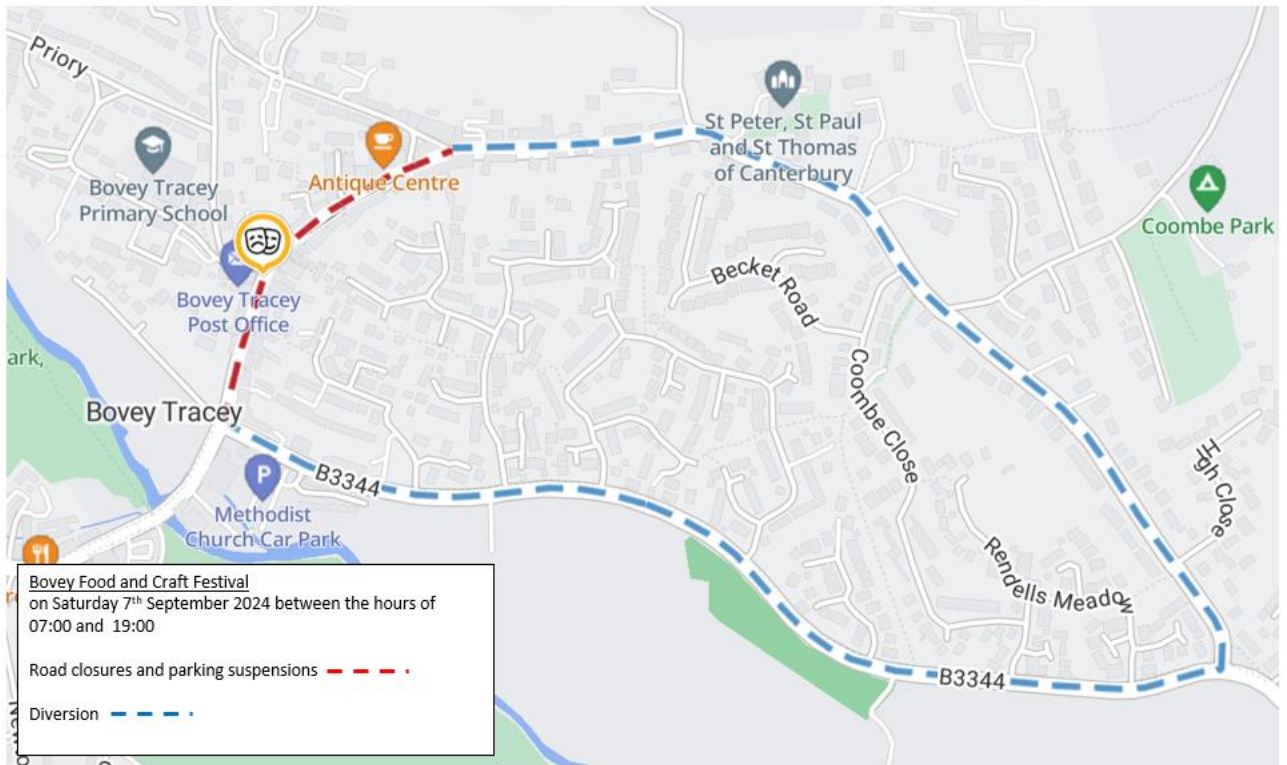 Priory
Bovey Tracey
Primary School
Antique Centre
St Peter, St Paul
and St Thomas
of Canterbury
Coombe Park
Bovey Tracey
Post Office
Becket Road
ark,
Bovey Tracey
Coombe Close
High Close
B3344
P
Methodist
Church Car Park
Rendells Meadow
B3344
Bovey Food and Craft Festival
on Saturday 7th September 2024 between the hours of
07:00 and 19:00
Road closures and parking suspensions
Diversion